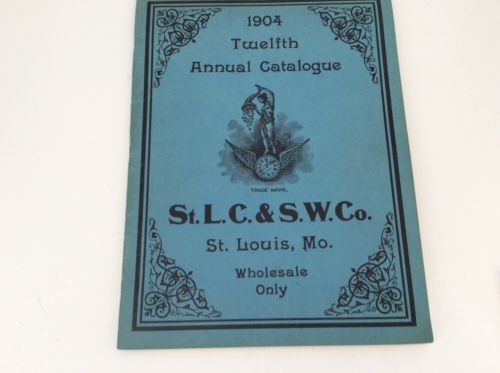 1904
Twelfth
Annual Catalogue
TRADE MARK.
St. L. C. & S. W. Co.
St. Louis, Mo.
Wholesale
Only